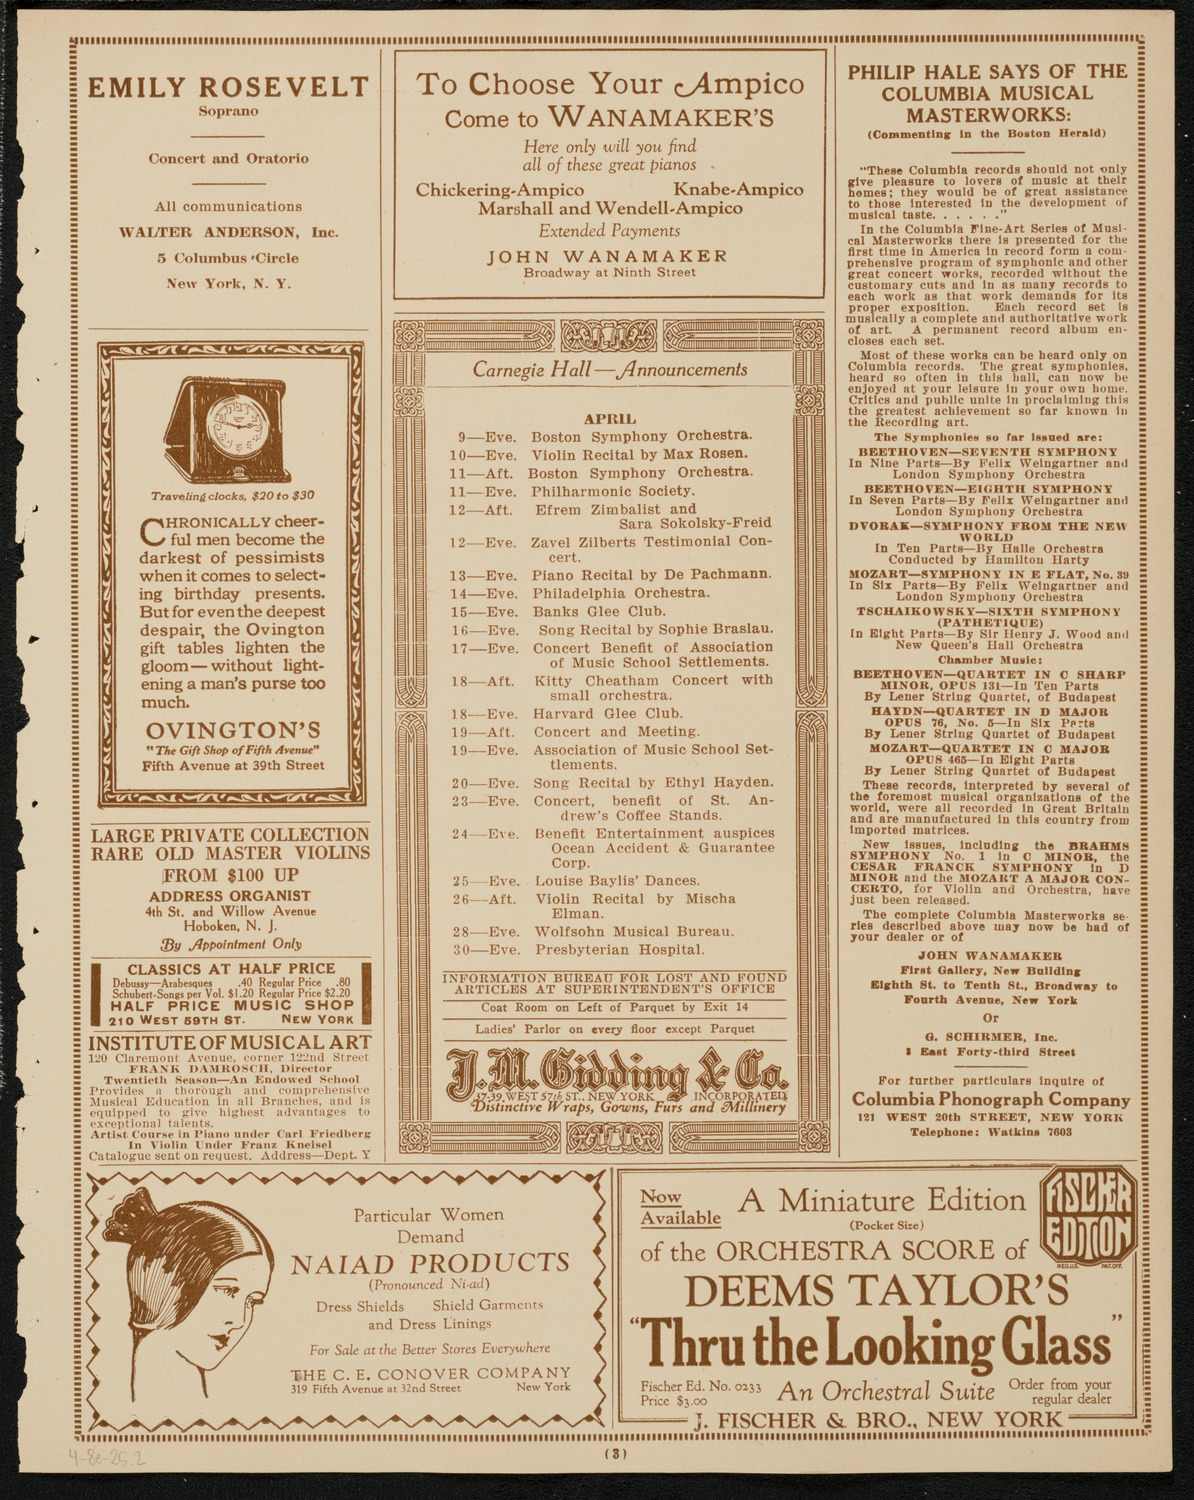 EMILY ROSEVELT
Soprano
Concert and Oratorio
All communications
WALTER ANDERSON, Inc.
5 Columbus Circle
New York, N. Y.
Traveling clocks, $20 to $30
CHRONICALLY cheer-
ful men become the
darkest of pessimists
when it comes to select-
ing birthday presents.
But for even the deepest
despair, the Ovington
gift tables lighten the
gloom—without light-
ening a man's purse too
much.
OVINGTON'S
"The Gift Shop of Fifth Avenue"
Fifth Avenue at 39th Street
LARGE PRIVATE COLLECTION
RARE OLD MASTER VIOLINS
FROM $100 UP
ADDRESS ORGANIST
4th St. and Willow Avenue
Hoboken, N. J.
By Appointment Only
CLASSICS AT HALF PRICE
Debussy—Arabesques .40 Regular Price .80
Schubert-Songs per Vol. $1.20 Regular Price $2.20
HALF PRICE MUSIC SHOP
210 WEST 59TH ST. NEW YORK
INSTITUTE OF MUSICAL ART
120 Claremont Avenue, corner 122nd Street
FRANK DAMROSCH, Director
Twentieth Season—An Endowed School
Provides a thorough and comprehensive
Musical Education in all Branches, and is
equipped to give highest advantages to
exceptional talents.
Artist Course in Piano under Carl Friedberg
In Violin Under Franz Kneisel
Catalogue sent on request. Address—Dept. Y
To Choose Your Ampico
Come to WANAMAKER'S
Here only will you find
all of these great pianos
Chickering-Ampico Knabe-Ampico
Marshall and Wendell-Ampico
Extended Payments
JOHN WANAMAKER
Broadway at Ninth Street
Carnegie Hall—Announcements
APRIL
9—Eve. Boston Symphony Orchestra.
10—Eve. Violin Recital by Max Rosen.
11—Aft. Boston Symphony Orchestra.
11—Eve. Philharmonic Society.
12—Aft. Efrem Zimbalist and
Sara Sokolsky-Freid
12—Eve. Zavel Zilberts Testimonial Con-
cert.
13—Eve. Piano Recital by De Pachmann.
14—Eve. Philadelphia Orchestra.
15—Eve. Banks Glee Club.
16—Eve. Song Recital by Sophie Braslau.
17—Eve. Concert Benefit of Association
of Music School Settlements.
18—Aft. Kitty Cheatham Concert with
small orchestra.
18—Eve. Harvard Glee Club.
19—Aft. Concert and Meeting.
19—Eve. Association of Music School Set-
tlements.
20—Eve. Song Recital by Ethyl Hayden.
23—Eve. Concert, benefit of St. An-
drew's Coffee Stands.
24—Eve. Benefit Entertainment auspices
Ocean Accident & Guarantee
Corp.
25—Eve. Louise Baylis' Dances.
26—Aft. Violin Recital by Mischa
Elman.
28—Eve. Wolfsohn Musical Bureau.
30—Eve. Presbyterian Hospital.
INFORMATION BUREAU FOR LOST AND FOUND
ARTICLES AT SUPERINTENDENT'S OFFICE
Coat Room on Left of Parquet by Exit 14
Ladies' Parlor on every floor except Parquet
J. M. Gidding & Co.
37-39, WEST 57th ST., NEW YORK INCORPORATED
Distinctive Wraps, Gowns, Furs and Millinery
PHILIP HALE SAYS OF THE
COLUMBIA MUSICAL
MASTERWORKS:
(Commenting in the Boston Herald)
"These Columbia records should not only
give pleasure to lovers of music at their
homes; they would be of great assistance
to those interested in the development of
musical taste. . . . . ."
In the Columbia Fine-Art Series of Musi-
cal Masterworks there is presented for the
first time in America in record form a com-
prehensive program of symphonic and other
great concert works, recorded without the
customary cuts and in as many records to
each work as that work demands for its
proper exposition. Each record set is
musically a complete and authoritative work
of art. A permanent record album en-
closes each set.
Most of these works can be heard only on
Columbia records. The great symphonies,
heard so often in this hall, can now be
enjoyed at your leisure in your own home.
Critics and public unite in proclaiming this
the greatest achievement so far known in
the Recording art.
The Symphonies so far issued are:
BEETHOVEN—SEVENTH SYMPHONY
In Nine Parts—By Felix Weingartner and
London Symphony Orchestra
BEETHOVEN—EIGHTH SYMPHONY
In Seven Parts—By Felix Weingartner and
London Symphony Orchestra
DVORAK—SYMPHONY FROM THE NEW
WORLD
In Ten Parts—By Halle Orchestra
Conducted by Hamilton Harty
MOZART—SYMPHONY IN E FLAT, No. 39
In Six Parts—By Felix Weingartner and
London Symphony Orchestra
TSCHAIKOWSKY—SIXTH SYMPHONY
(PATHETIQUE)
In Eight Parts—By Sir Henry J. Wood and
New Queen's Hall Orchestra
Chamber Music:
BEETHOVEN—QUARTET IN C SHARP
MINOR, OPUS 131—In Ten Parts
By Lener String Quartet, of Budapest
HAYDN—QUARTET IN D MAJOR
OPUS 76, No. 5—In Six Parts
By Lener String Quartet of Budapest
MOZART—QUARTET IN C MAJOR
OPUS 465—In Eight Parts
By Lener String Quartet of Budapest
These records, interpreted by several of
the foremost musical organizations of the
world, were all recorded in Great Britain
and are manufactured in this country from
imported matrices.
New issues, including the BRAHMS
SYMPHONY No. 1 in C MINOR, the
CESAR FRANCK SYMPHONY in D
MINOR and the MOZART A MAJOR CON-
CERTO, for Violin and Orchestra, have
just been released.
The complete Columbia Masterworks se-
ries described above may now be had of
your dealer or of
JOHN WANAMAKER
First Gallery, New Building
Eighth St. to Tenth St., Broadway to
Fourth Avenue, New York
Or
G. SCHIRMER, Inc.
3 East Forty-third Street
For further particulars inquire of
Columbia Phonograph Company
121 WEST 20th STREET, NEW YORK
Telephone: Watkins 7603
Particular Women
Demand
NAIAD PRODUCTS
(Pronounced Ni-ad)
Dress Shields Shield Garments
and Dress Linings
For Sale at the Better Stores Everywhere
THE C. E. CONOVER COMPANY
319 Fifth Avenue at 32nd Street New York
Now
Available
A Miniature Edition
(Pocket Size)
of the ORCHESTRA SCORE of
FISCHER
EDITION
REG. U.S. PAT. OFF.
DEEMS TAYLOR'S
"Thru the Looking Glass"
Fischer Ed. No. 0233
Price $3.00
An Orchestral Suite
Order from your
regular dealer
J. FISCHER & BRO., NEW YORK
(3)